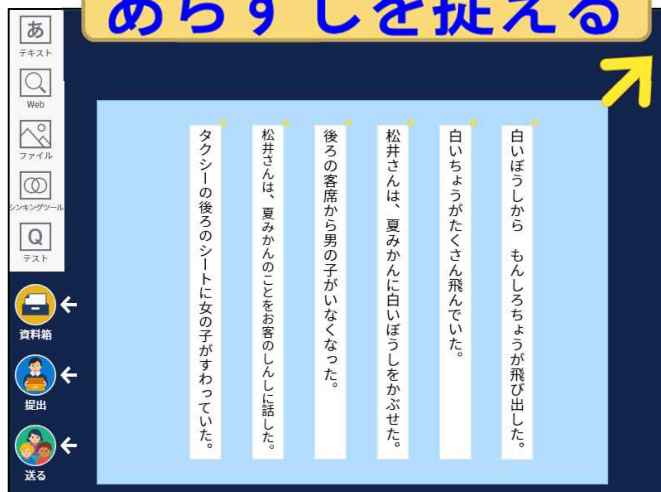 あらすじを捉える
あ
テキスト
Web
ファイル
シンキングツール
Q
テスト
資料箱
提出
送る
白いぼうしから　もんしろちょうが飛び出した。
白いちょうがたくさん飛んでいた。
松井さんは、夏みかんに白いぼうしをかぶせた。
後ろの客席から男の子がいなくなった。
松井さんは、夏みかんのことをお客のしんしに話した。
タクシーの後ろのシートに女の子がすわっていた。